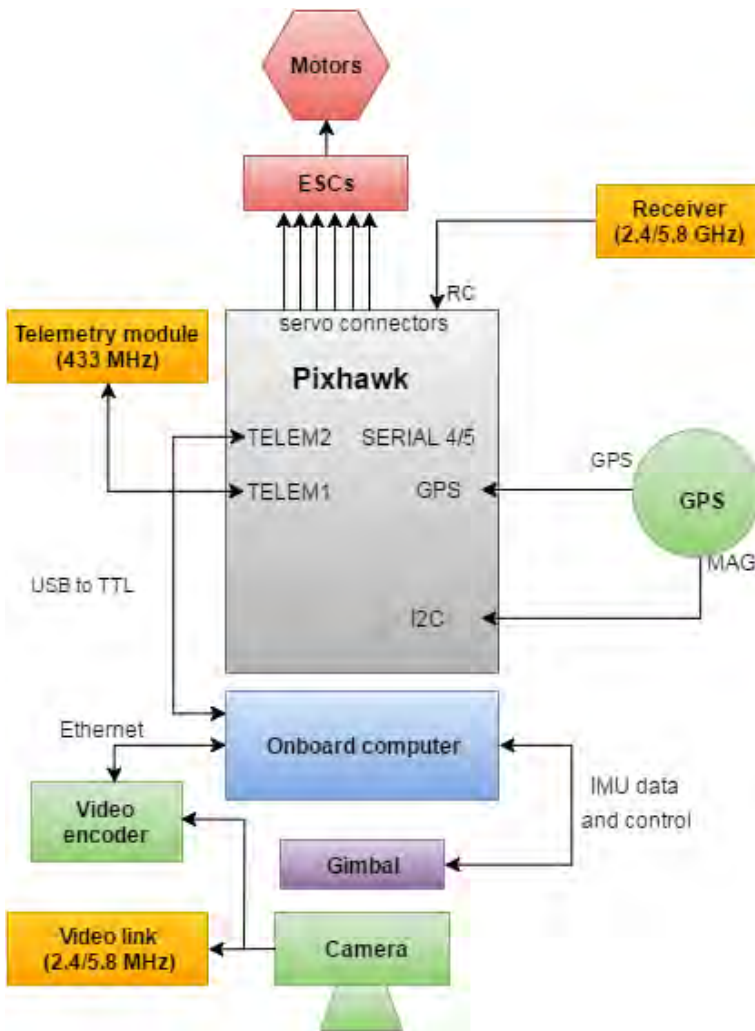 Motors
ESCs
Receiver
(2.4/5.8 GHz)
RC
servo connectors
Telemetry module
(433 MHz)
Pixhawk
TELEM2
SERIAL 4/5
GPS
TELEM1
GPS
GPS
MAG
USB to TTL
I2C
Ethernet
Onboard computer
IMU data
and control
Video
encoder
Gimbal
Video link
(2.4/5.8 MHz)
Camera